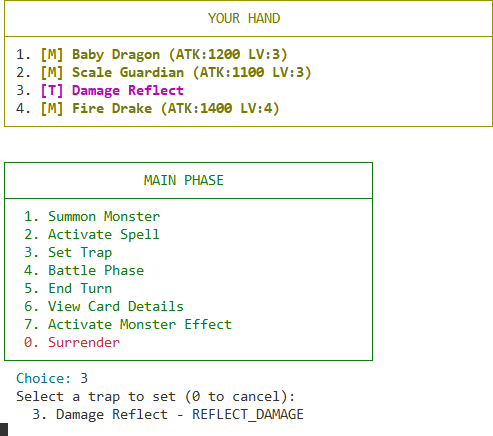 YOUR HAND
1. [M] Baby Dragon (ATK:1200 LV:3)
2. [M] Scale Guardian (ATK:1100 LV:3)
3. [T] Damage Reflect
4. [M] Fire Drake (ATK:1400 LV:4)
MAIN PHASE
1. Summon Monster
2. Activate Spell
3. Set Trap
4. Battle Phase
5. End Turn
6. View Card Details
7. Activate Monster Effect
0. Surrender
Choice: 3
Select a trap to set (0 to cancel):
3. Damage Reflect - REFLECT_DAMAGE